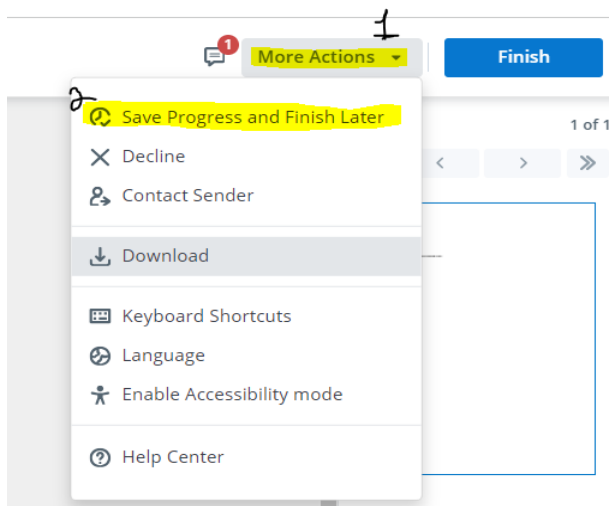 1
1
More Actions
Finish
2
Save Progress and Finish Later
1 of 1
Decline
Contact Sender
Download
Keyboard Shortcuts
Language
Enable Accessibility mode
Help Center